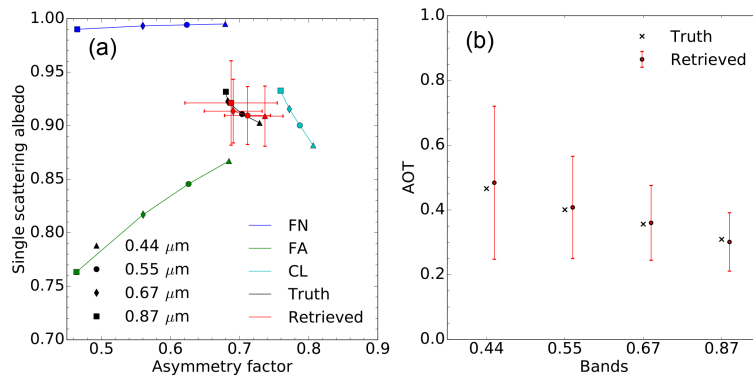 (a)
Single scattering albedo
1.00
0.95
0.90
0.85
0.80
0.75
0.70
0.44 μm
0.55 μm
0.67 μm
0.87 μm
FN
FA
CL
Truth
Retrieved
0.5 0.6 0.7 0.8 0.9
Asymmetry factor
(b)
Truth
Retrieved
AOT
1.0
0.8
0.6
0.4
0.2
0.0
0.44 0.55 0.67 0.87
Bands